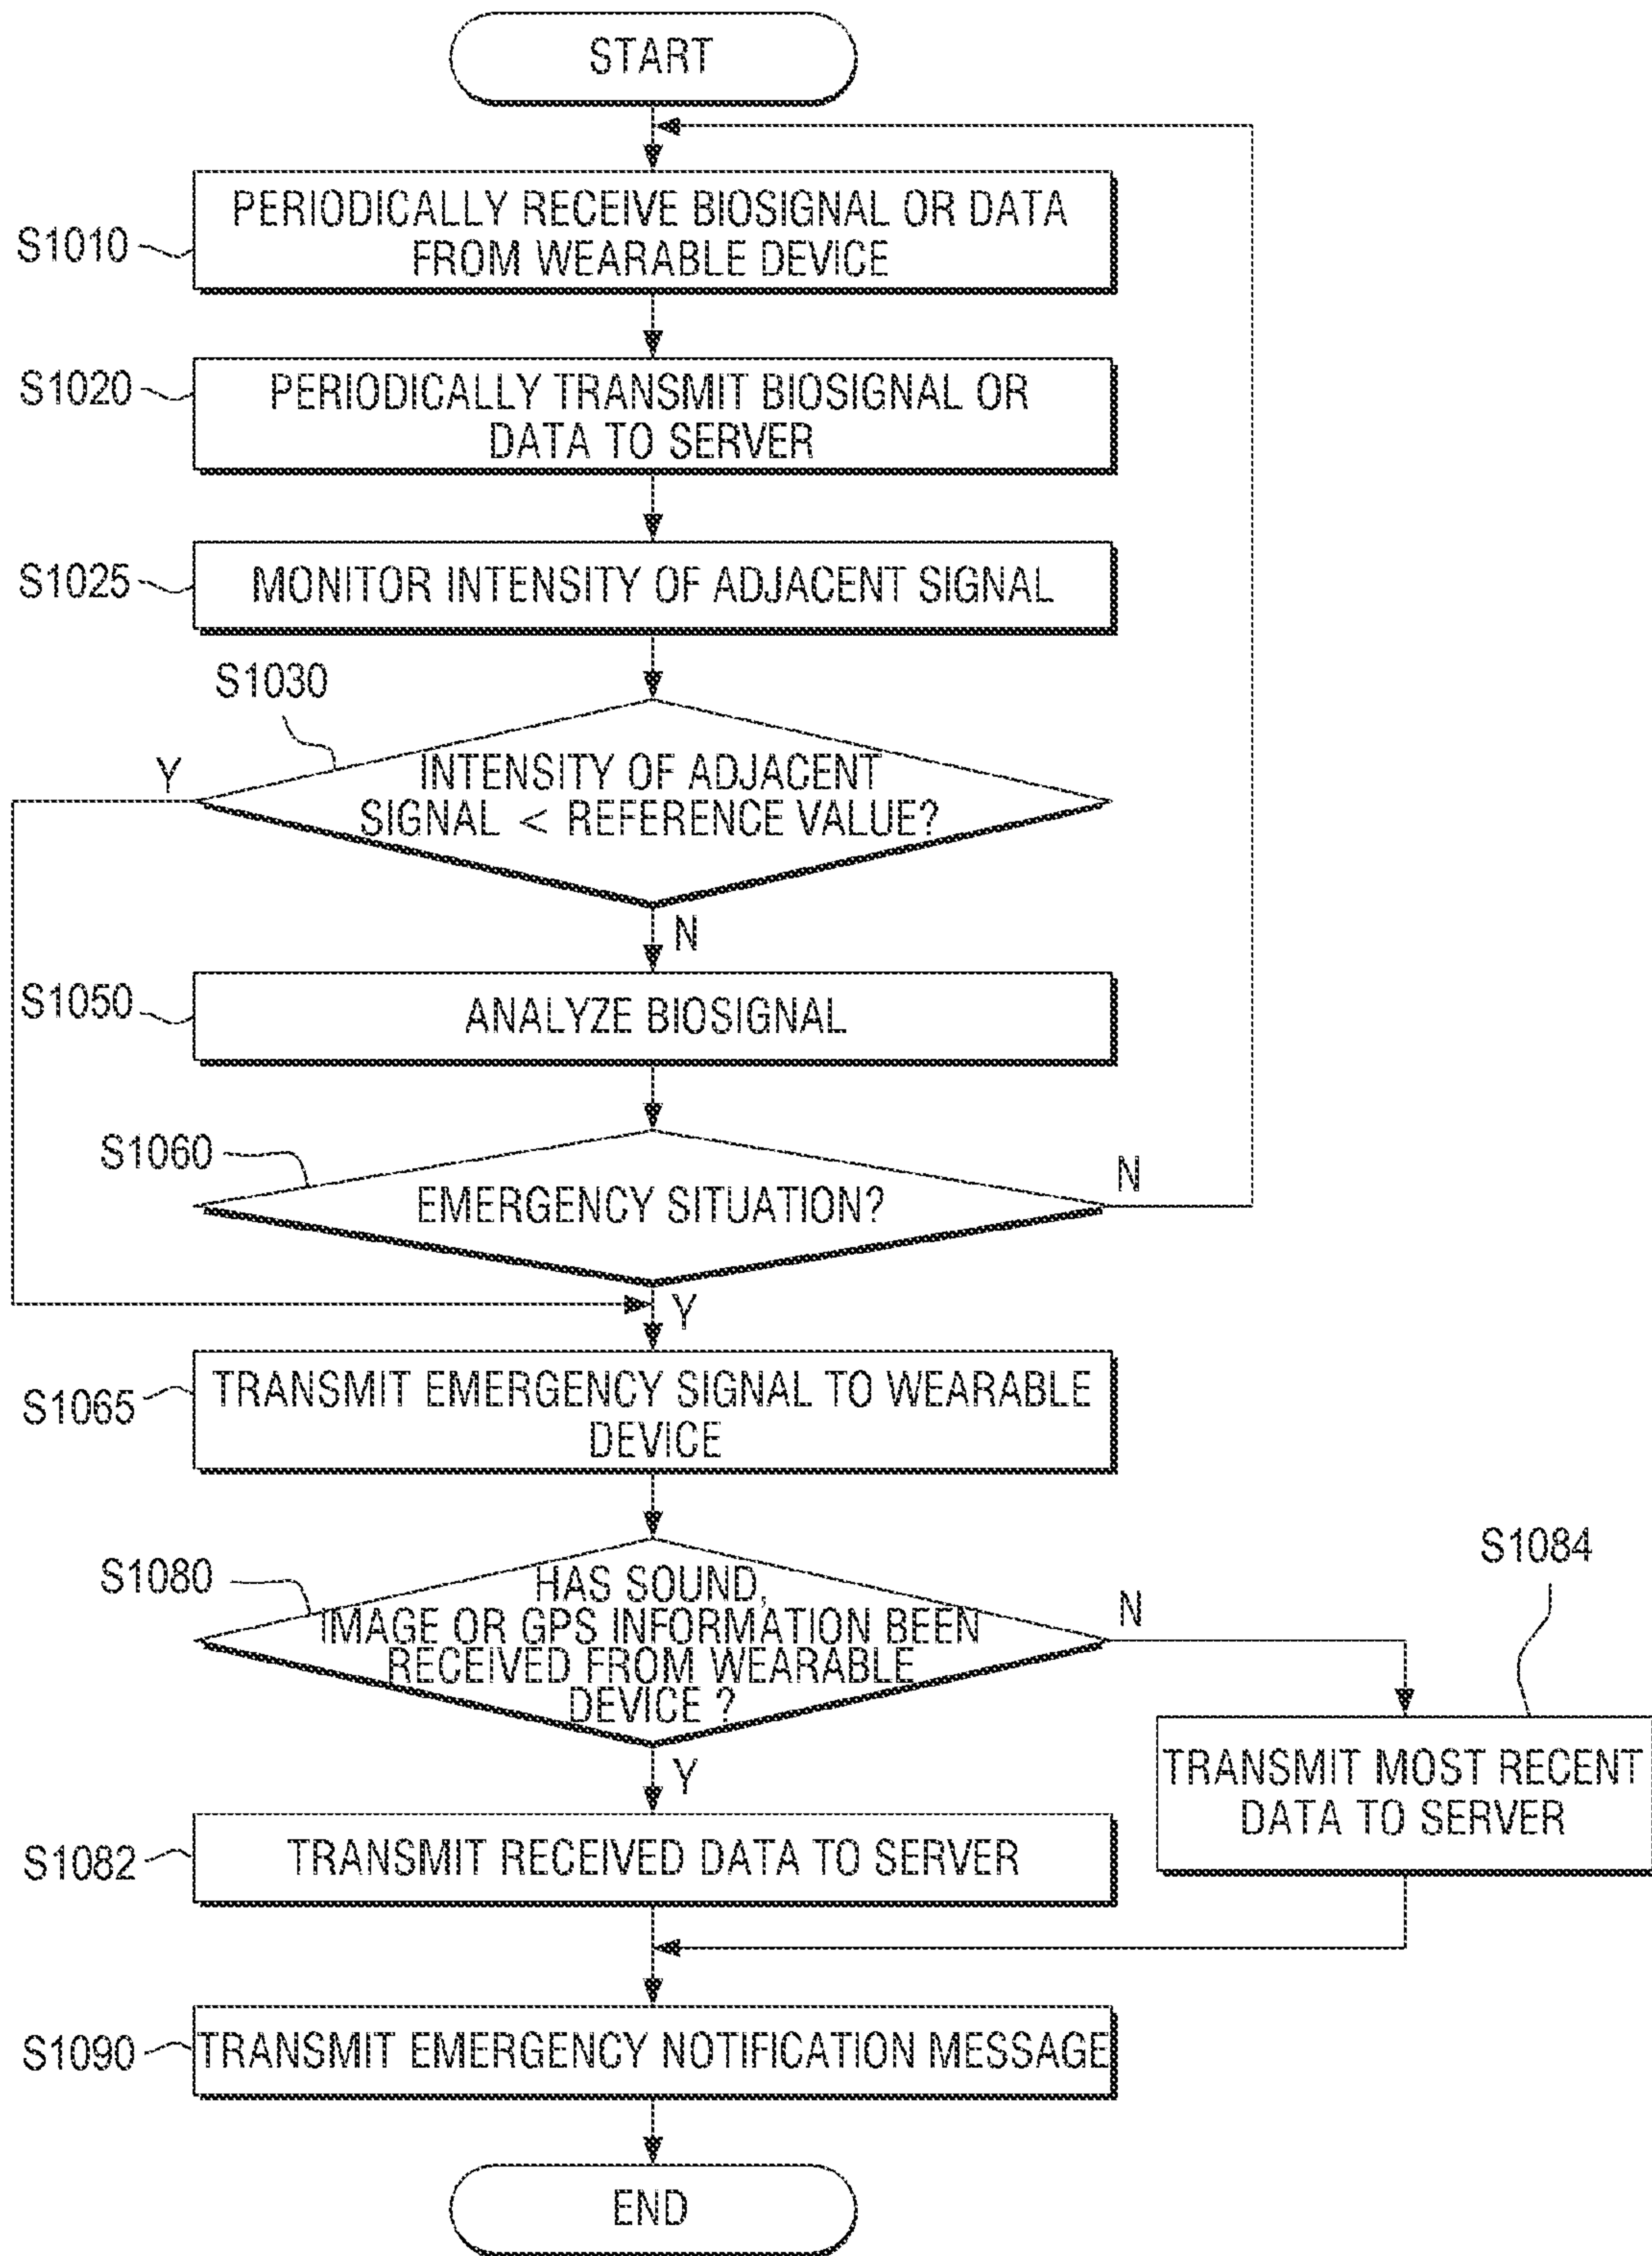 START
S1010
PERIODICALLY RECEIVE BIOSIGNAL OR DATA
FROM WEARABLE DEVICE
S1020
PERIODICALLY TRANSMIT BIOSIGNAL OR
DATA TO SERVER
S1025
MONITOR INTENSITY OF ADJACENT SIGNAL
S1030
Y
INTENSITY OF ADJACENT
SIGNAL < REFERENCE VALUE?
N
S1050
ANALYZE BIOSIGNAL
S1060
EMERGENCY SITUATION?
N
Y
S1065
TRANSMIT EMERGENCY SIGNAL TO WEARABLE
DEVICE
S1080
HAS SOUND,
IMAGE OR GPS INFORMATION BEEN
RECEIVED FROM WEARABLE
DEVICE ?
N
S1084
Y
TRANSMIT MOST RECENT
DATA TO SERVER
S1082
TRANSMIT RECEIVED DATA TO SERVER
S1090
TRANSMIT EMERGENCY NOTIFICATION MESSAGE
END